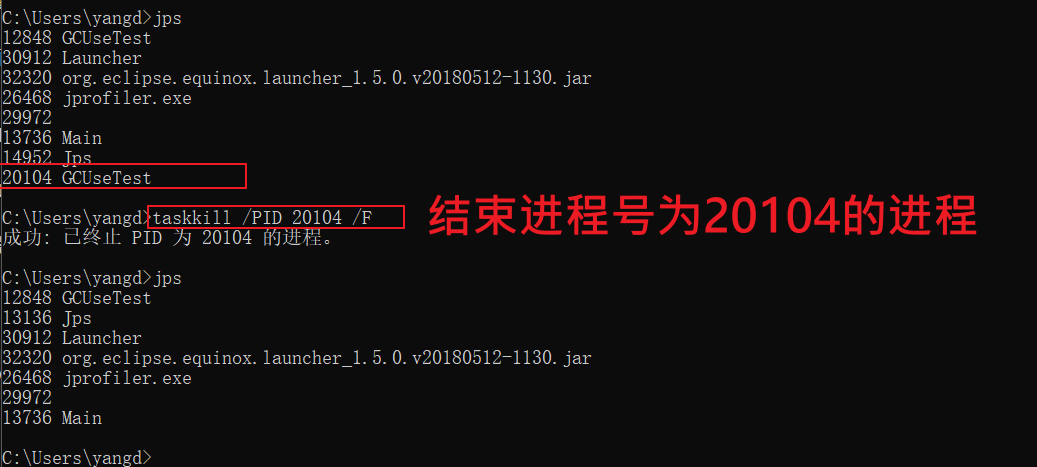 C:\Users\yangd>jps
12848 GCUseTest
30912 Launcher
32320 org.eclipse.equinox.launcher_1.5.0.v20180512-1130.jar
26468 jprofiler.exe
29972
13736 Main
14952 Jps
20104 GCUseTest
C:\Users\yangd>taskkill /PID 20104 /F
结束进程号为20104的进程
成功: 已终止 PID 为 20104 的进程。
C:\Users\yangd>jps
12848 GCUseTest
13136 Jps
30912 Launcher
32320 org.eclipse.equinox.launcher_1.5.0.v20180512-1130.jar
26468 jprofiler.exe
29972
13736 Main
C:\Users\yangd>